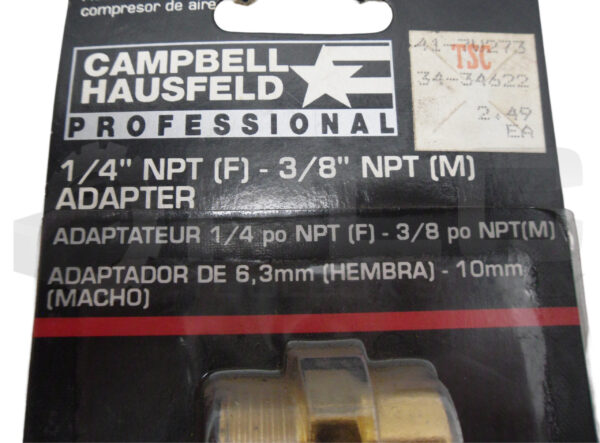 compresor de aire
CAMPBELL
HAUSFELD
PROFESSIONAL
TSC
34-34622
2.49
EA
1/4" NPT (F) - 3/8" NPT (M)
ADAPTER
ADAPTATEUR 1/4 po NPT (F) - 3/8 po NPT(M)
ADAPTADOR DE 6,3mm (HEMBRA) - 10mm
(MACHO)